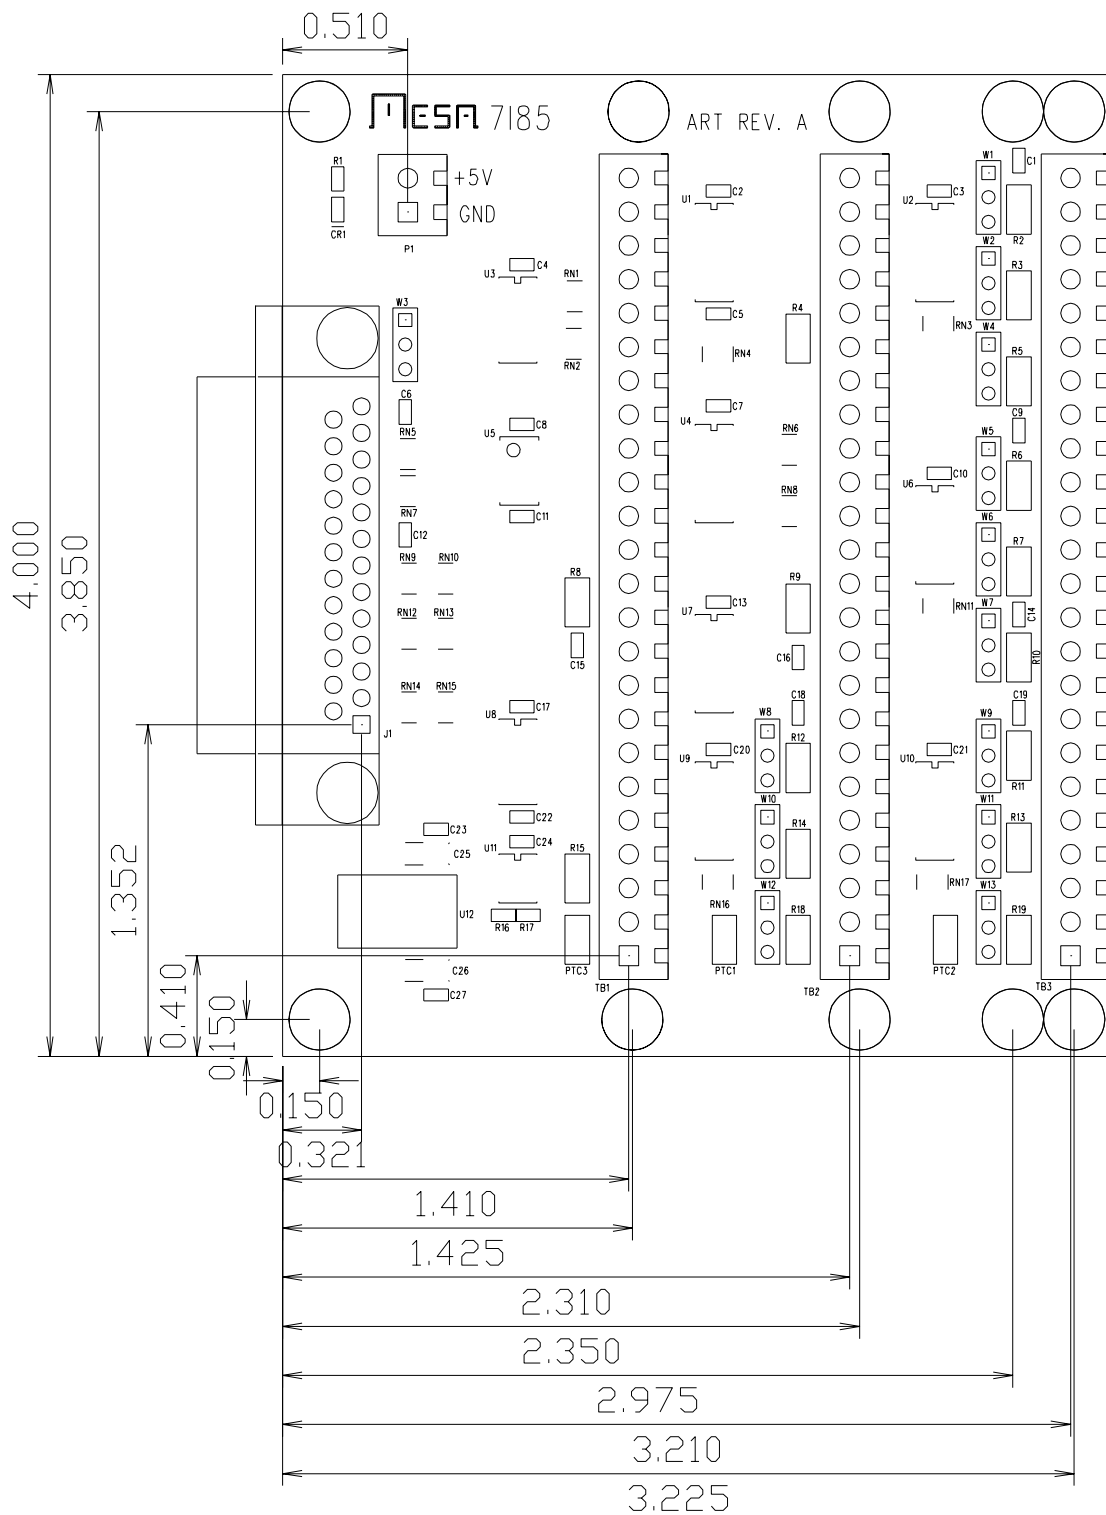 0.510
MESA 7I85
ART REV. A
R1
+5V
GND
CR1
P1
W1
C1
U1
C2
U2
C3
R2
W2
R3
U3
C4
RN1
W3
C5
R4
RN3
W4
RN4
RN2
R5
C6
C7
C9
RN5
U5
C8
U4
RN6
W5
R6
U6
C10
RN8
RN7
C11
W6
C12
R7
RN9
RN10
R8
R9
4.000
3.850
RN12
RN13
U7
C13
RN11
W7
C14
C15
C16
R10
RN14
RN15
U8
C17
C18
C19
W8
W9
J1
R12
U9
C20
U10
C21
R11
W10
W11
C22
C23
R14
R13
C24
U11
C25
R15
1.352
W12
W13
RN16
RN17
U12
R16
R17
R18
R19
C26
PTC3
PTC1
PTC2
C27
TB1
TB2
TB3
0.410
0.150
0.150
0.321
1.410
1.425
2.310
2.350
2.975
3.210
3.225